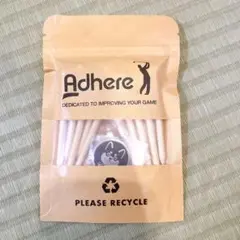 Adhere
DEDICATED TO IMPROVING YOUR GAME
PLEASE RECYCLE